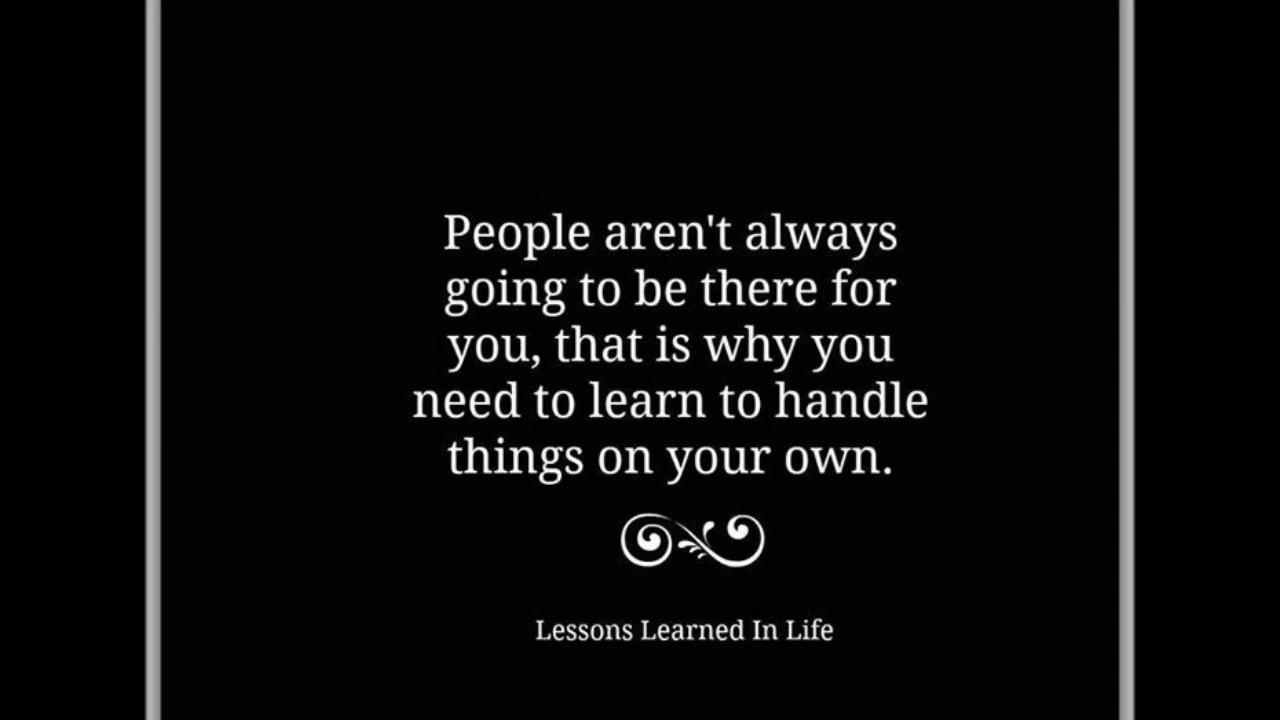 People aren't always
going to be there for
you, that is why you
need to learn to handle
things on your own.
Lessons Learned In Life